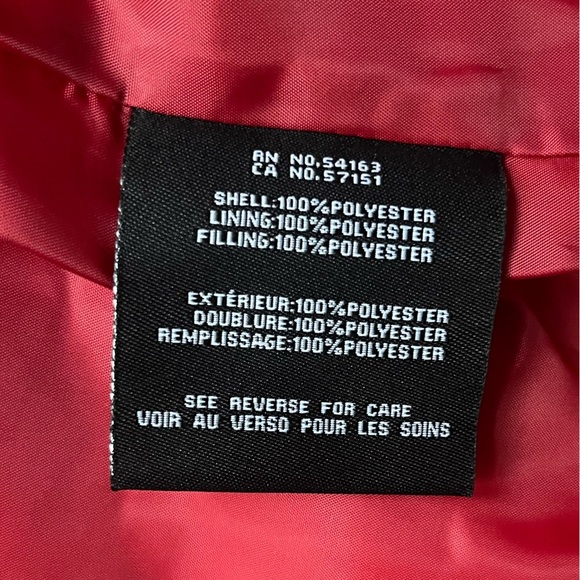 RN NO.54163
CA NO.57151
SHELL:100%POLYESTER
LINING:100%POLYESTER
FILLING:100%POLYESTER
EXTÉRIEUR:100%POLYESTER
DOUBLURE:100%POLYESTER
REMPLISSAGE:100%POLYESTER
SEE REVERSE FOR CARE
VOIR AU VERSO POUR LES SOINS